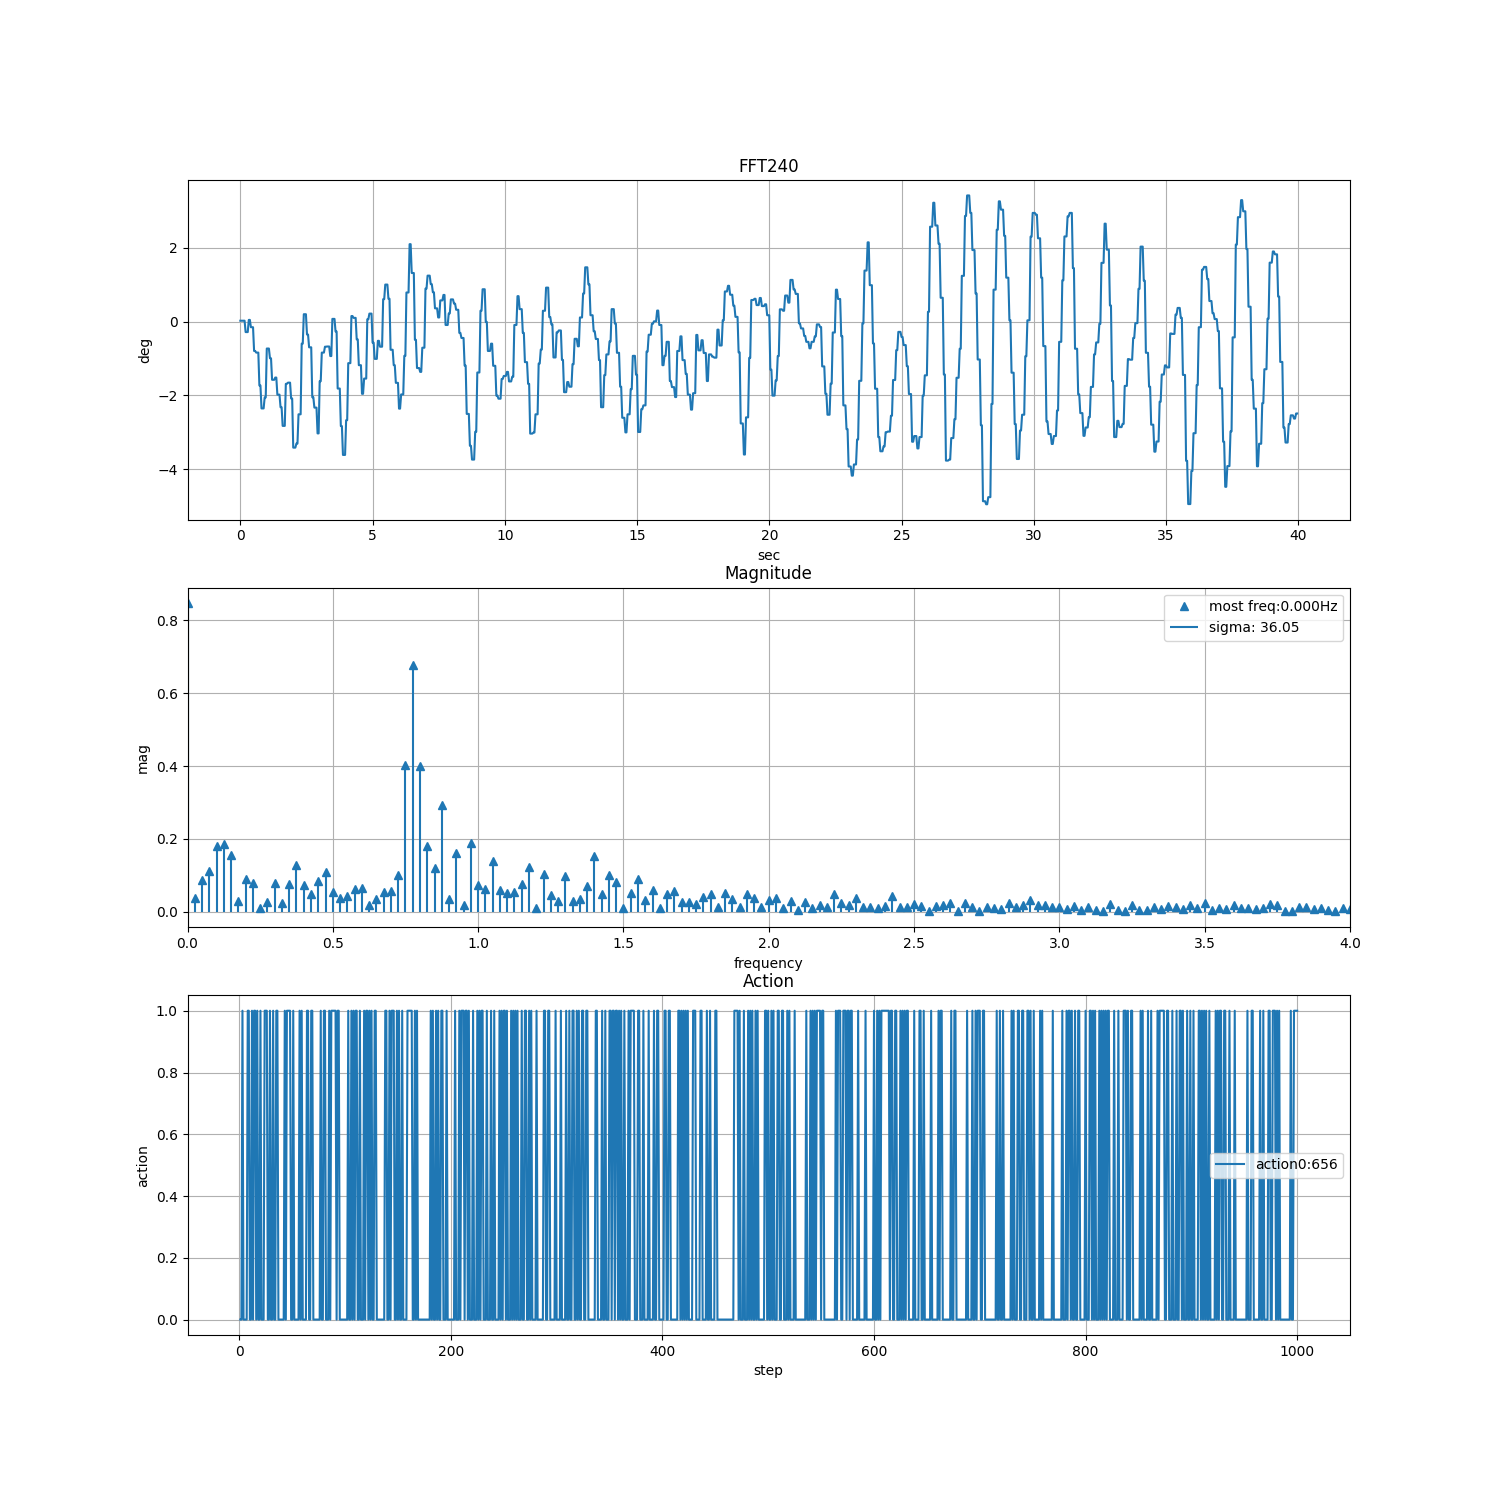 FFT240
deg
2
0
−2
−4
0 5 10 15 20 25 30 35 40
sec
Magnitude
mag
0.8
0.6
0.4
0.2
0.0
most freq:0.000Hz
sigma: 36.05
0.0 0.5 1.0 1.5 2.0 2.5 3.0 3.5 4.0
frequency
Action
action
1.0
0.8
0.6
0.4
0.2
0.0
action0:656
0 200 400 600 800 1000
step